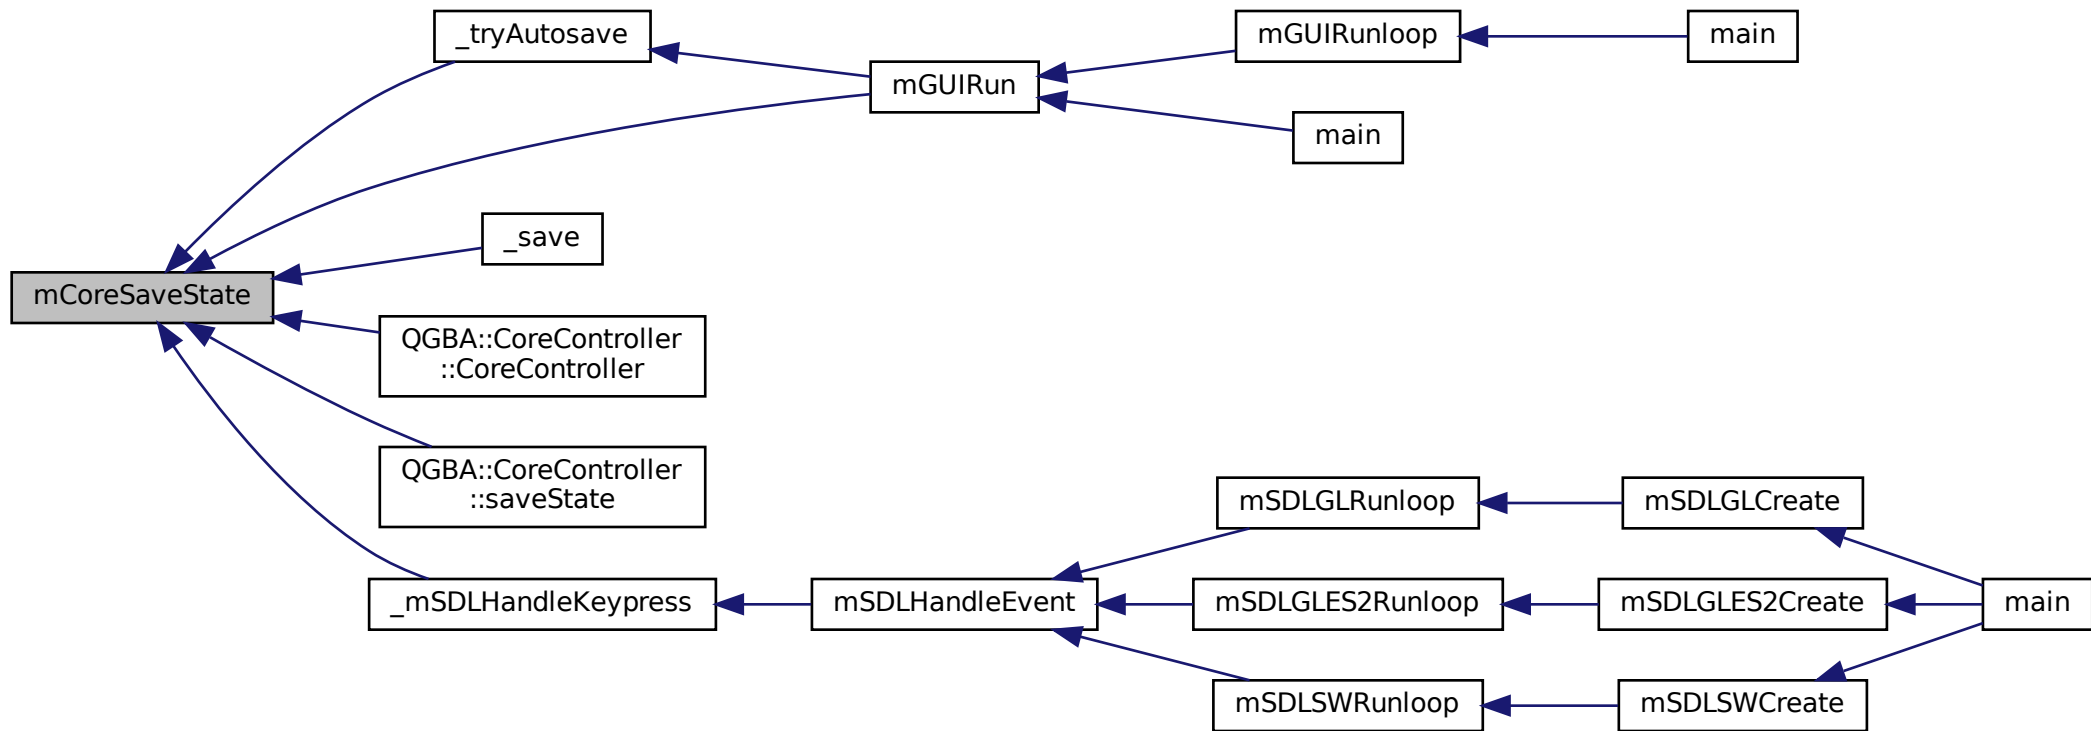 _tryAutosave
mGUIRunloop
main
mGUIRun
main
_save
mCoreSaveState
QGBA::CoreController
::CoreController
QGBA::CoreController
::saveState
mSDLGLRunloop
mSDLGLCreate
_mSDLHandleKeypress
mSDLHandleEvent
mSDLGLES2Runloop
mSDLGLES2Create
main
mSDLSWRunloop
mSDLSWCreate